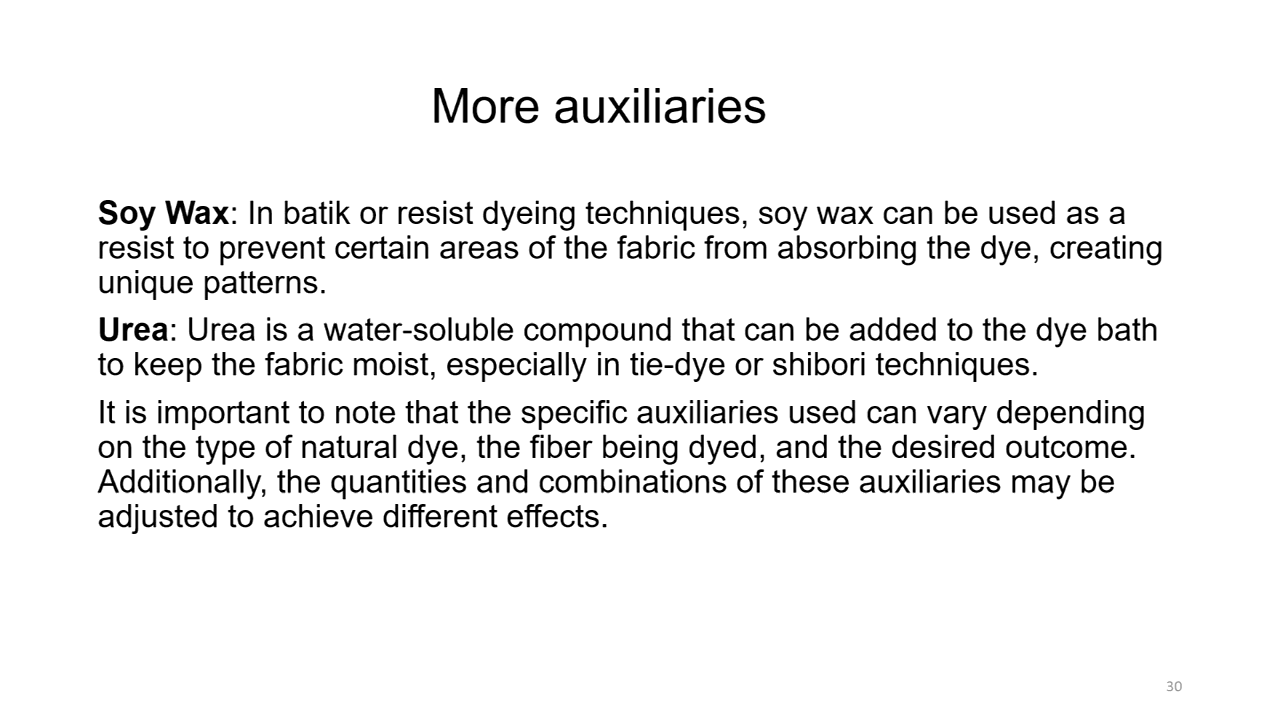 More auxiliaries
Soy Wax: In batik or resist dyeing techniques, soy wax can be used as a
resist to prevent certain areas of the fabric from absorbing the dye, creating
unique patterns.
Urea: Urea is a water-soluble compound that can be added to the dye bath
to keep the fabric moist, especially in tie-dye or shibori techniques.
It is important to note that the specific auxiliaries used can vary depending
on the type of natural dye, the fiber being dyed, and the desired outcome.
Additionally, the quantities and combinations of these auxiliaries may be
adjusted to achieve different effects.
30